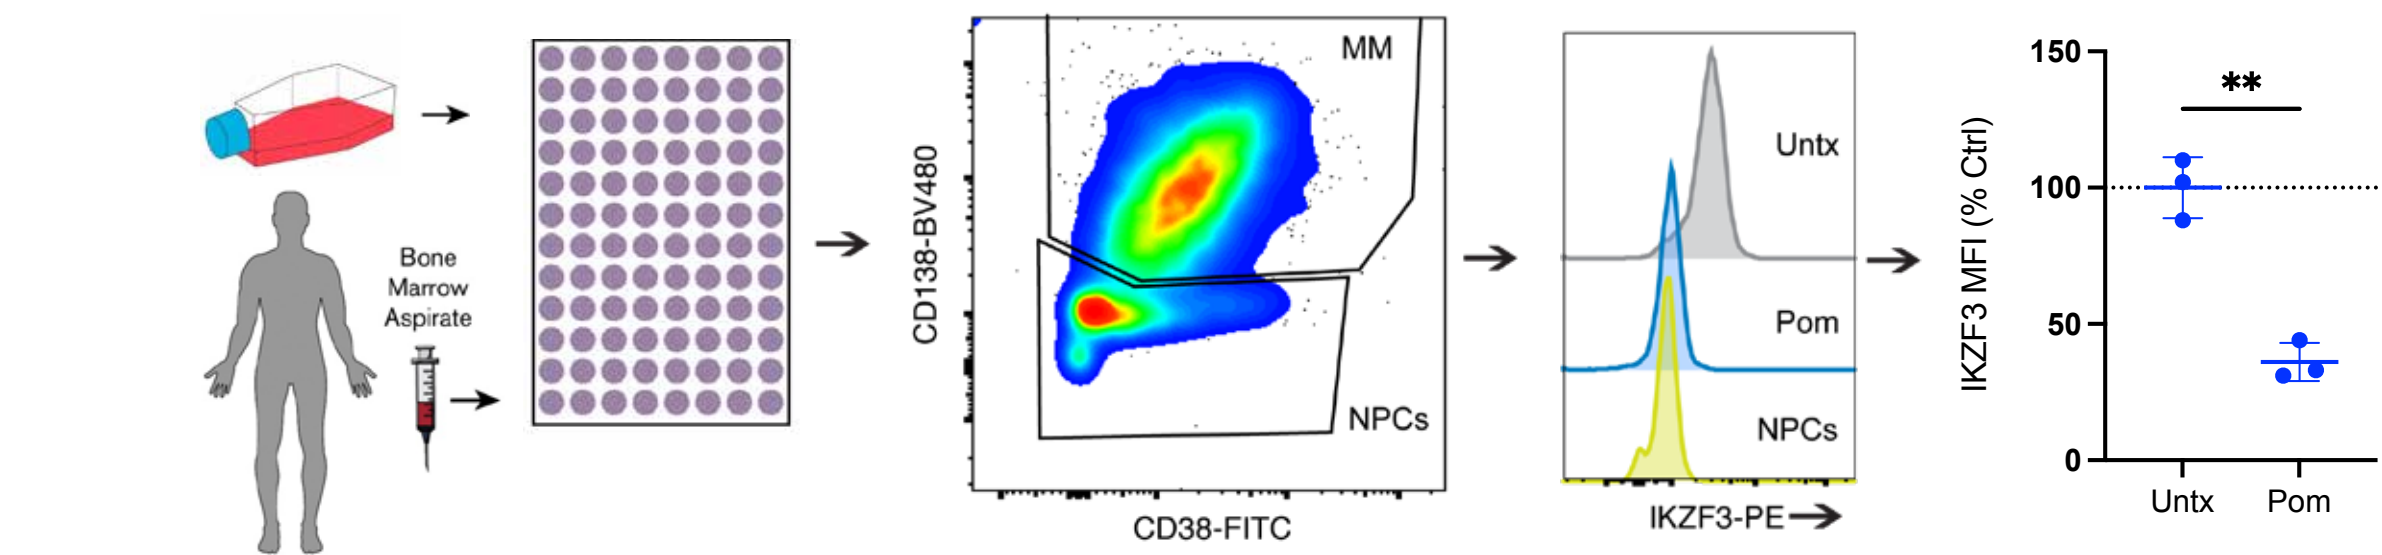 Bone
Marrow
Aspirate
CD138-BV480
MM
NPCs
CD38-FITC
Untx
Pom
NPCs
IKZF3-PE
IKZF3 MFI (% Ctrl)
150
100
50
0
**
Untx
Pom